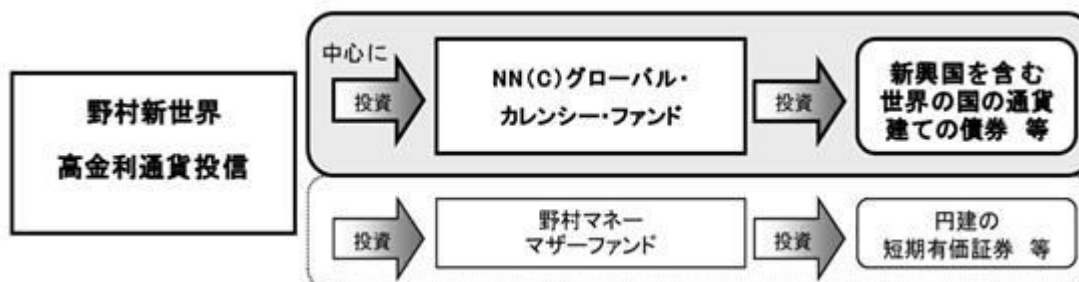 野村新世界
高金利通貨投信
中心に
投資
NN(C)グローバル・
カレンシー・ファンド
投資
新興国を含む
世界の国の通貨
建ての債券 等
投資
野村マネー
マザーファンド
投資
円建の
短期有価証券 等